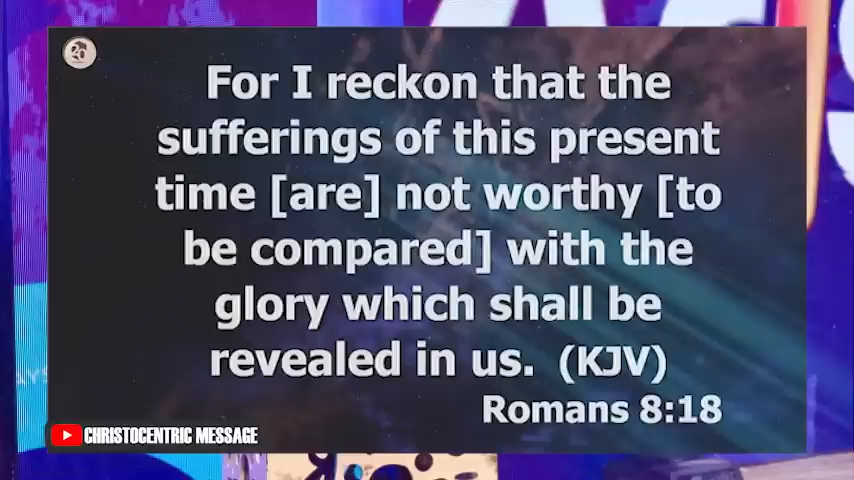 For I reckon that the
sufferings of this present
time [are] not worthy [to
be compared] with the
glory which shall be
revealed in us. (KJV)
Romans 8:18
CHRISTOCENTRIC MESSAGE